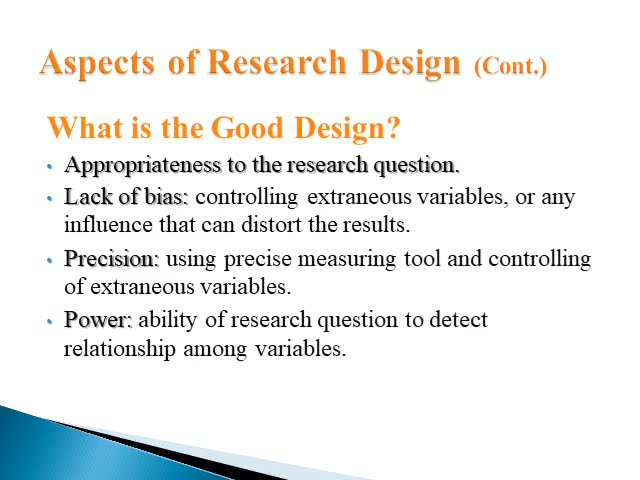 Aspects of Research Design (Cont.)
What is the Good Design?
• Appropriateness to the research question.
• Lack of bias: controlling extraneous variables, or any
influence that can distort the results.
• Precision: using precise measuring tool and controlling
of extraneous variables.
• Power: ability of research question to detect
relationship among variables.